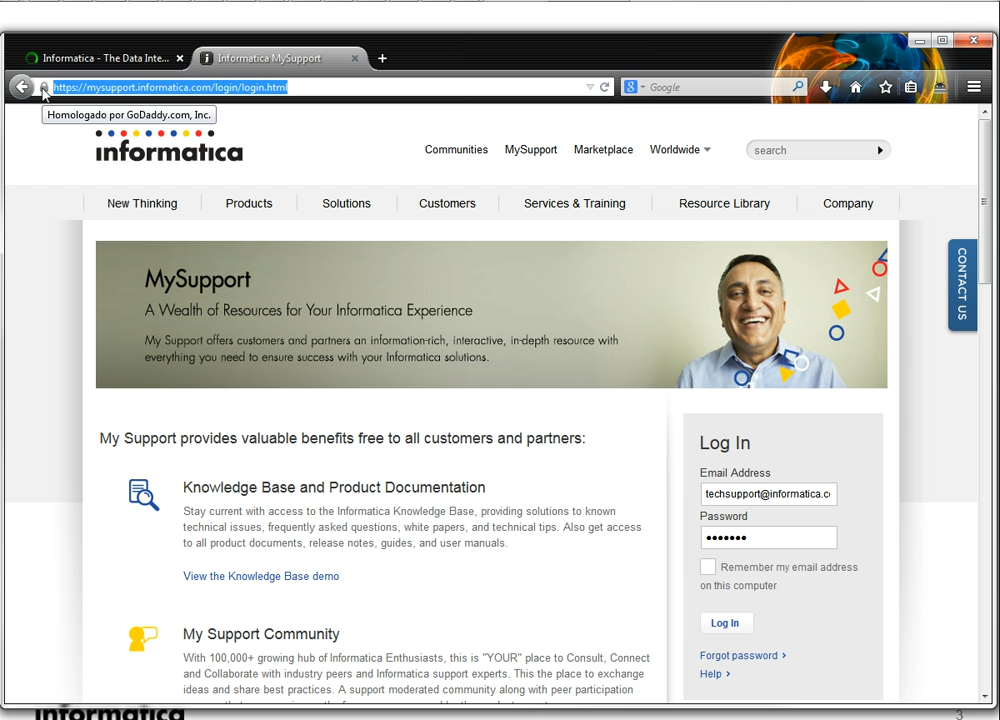 Informatica - The Data Inte...
Informatica MySupport
https://mysupport.informatica.com/login/login.html
Google
Homologado por GoDaddy.com, Inc.
informatica
Communities MySupport Marketplace Worldwide
search
New Thinking Products Solutions Customers Services & Training Resource Library Company
CONTACT US
MySupport
A Wealth of Resources for Your Informatica Experience
My Support offers customers and partners an information-rich, interactive, in-depth resource with
everything you need to ensure success with your Informatica solutions.
My Support provides valuable benefits free to all customers and partners:
Knowledge Base and Product Documentation
Stay current with access to the Informatica Knowledge Base, providing solutions to known
technical issues, frequently asked questions, white papers, and technical tips. Also get access
to all product documents, release notes, guides, and user manuals.
View the Knowledge Base demo
My Support Community
With 100,000+ growing hub of Informatica Enthusiasts, this is "YOUR" place to Consult, Connect
and Collaborate with industry peers and Informatica support experts. This the place to exchange
ideas and share best practices. A support moderated community along with peer participation
Log In
Email Address
techsupport@informatica.c
Password
•••••••
Remember my email address
on this computer
Log In
Forgot password ›
Help ›
informatica
3